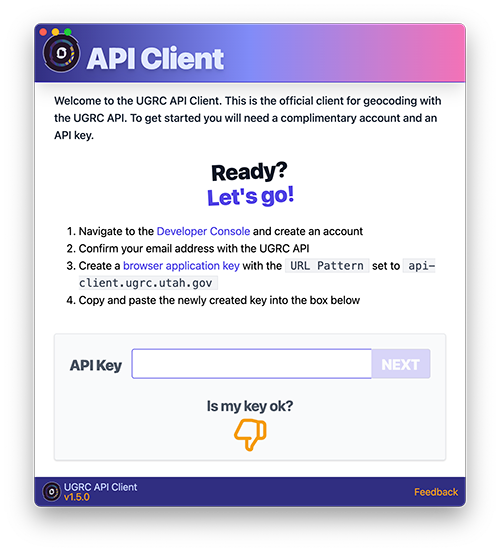 API Client
Welcome to the UGRC API Client. This is the official client for geocoding with
the UGRC API. To get started you will need a complimentary account and an
API key.
Ready?
Let's go!
1. Navigate to the Developer Console and create an account
2. Confirm your email address with the UGRC API
3. Create a browser application key with the URL Pattern set to api-
client.ugrc.utah.gov
4. Copy and paste the newly created key into the box below
API Key NEXT
Is my key ok?
UGRC API Client
v1.5.0
Feedback